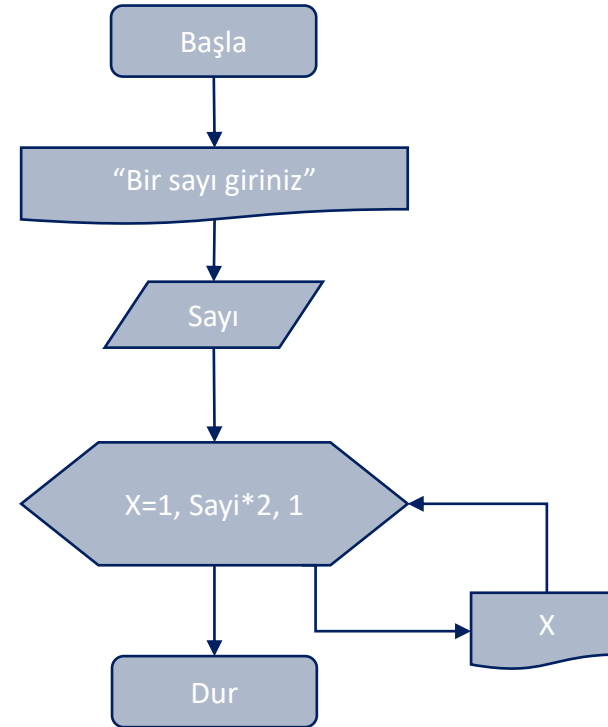 Başla
“Bir sayı giriniz”
Sayı
X=1, Sayi*2, 1
X
Dur